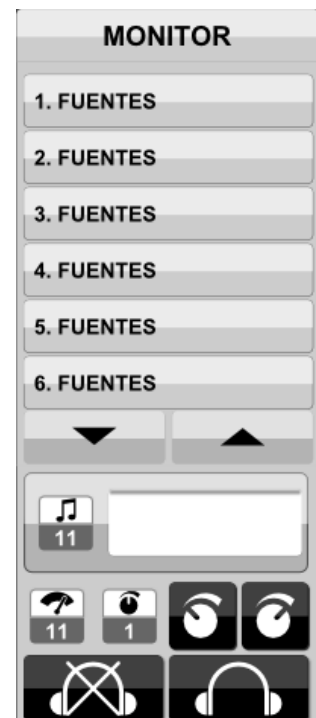 MONITOR
1. FUENTES
2. FUENTES
3. FUENTES
4. FUENTES
5. FUENTES
6. FUENTES
11
11
1